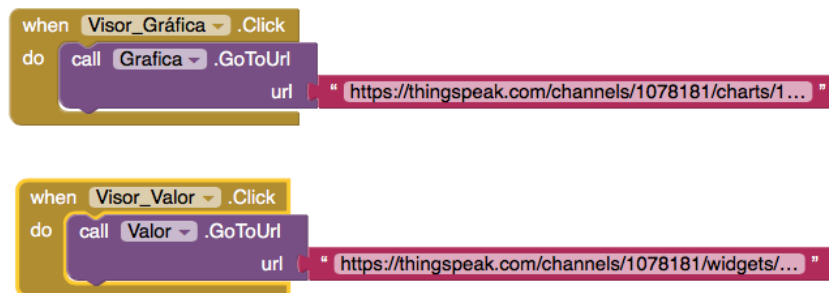 when Visor_Gráfica .Click
do call Grafica .GoToUrl
url " https://thingspeak.com/channels/1078181/charts/1... "
when Visor_Valor .Click
do call Valor .GoToUrl
url " https://thingspeak.com/channels/1078181/widgets/... "